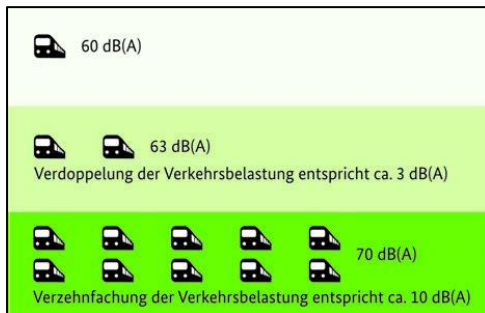 60 dB(A)
63 dB(A)
Verdoppelung der Verkehrsbelastung entspricht ca. 3 dB(A)
70 dB(A)
Verzehnfachung der Verkehrsbelastung entspricht ca. 10 dB(A)